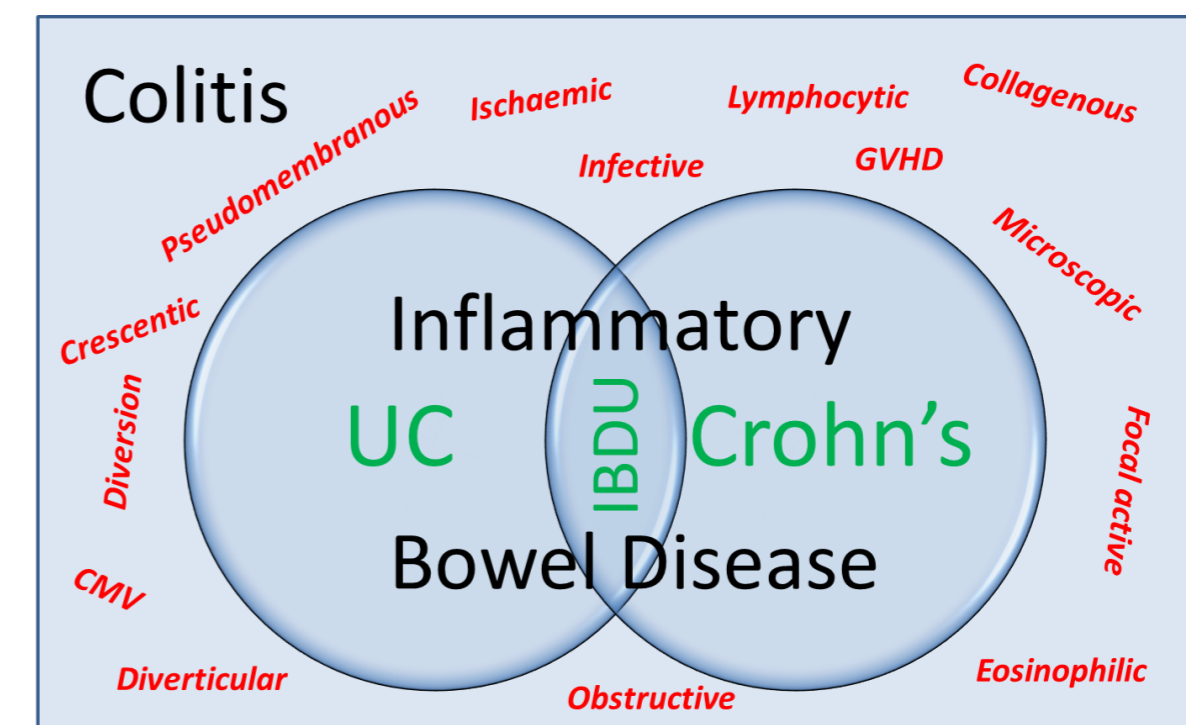 Colitis
Pseudomembranous
Ischaemic
Lymphocytic
Collagenous
Infective
GVHD
Microscopic
Crescentic
Inflammatory
Diversion
UC
IBDU
Crohn’s
Focal active
Bowel Disease
CMV
Diverticular
Obstructive
Eosinophilic